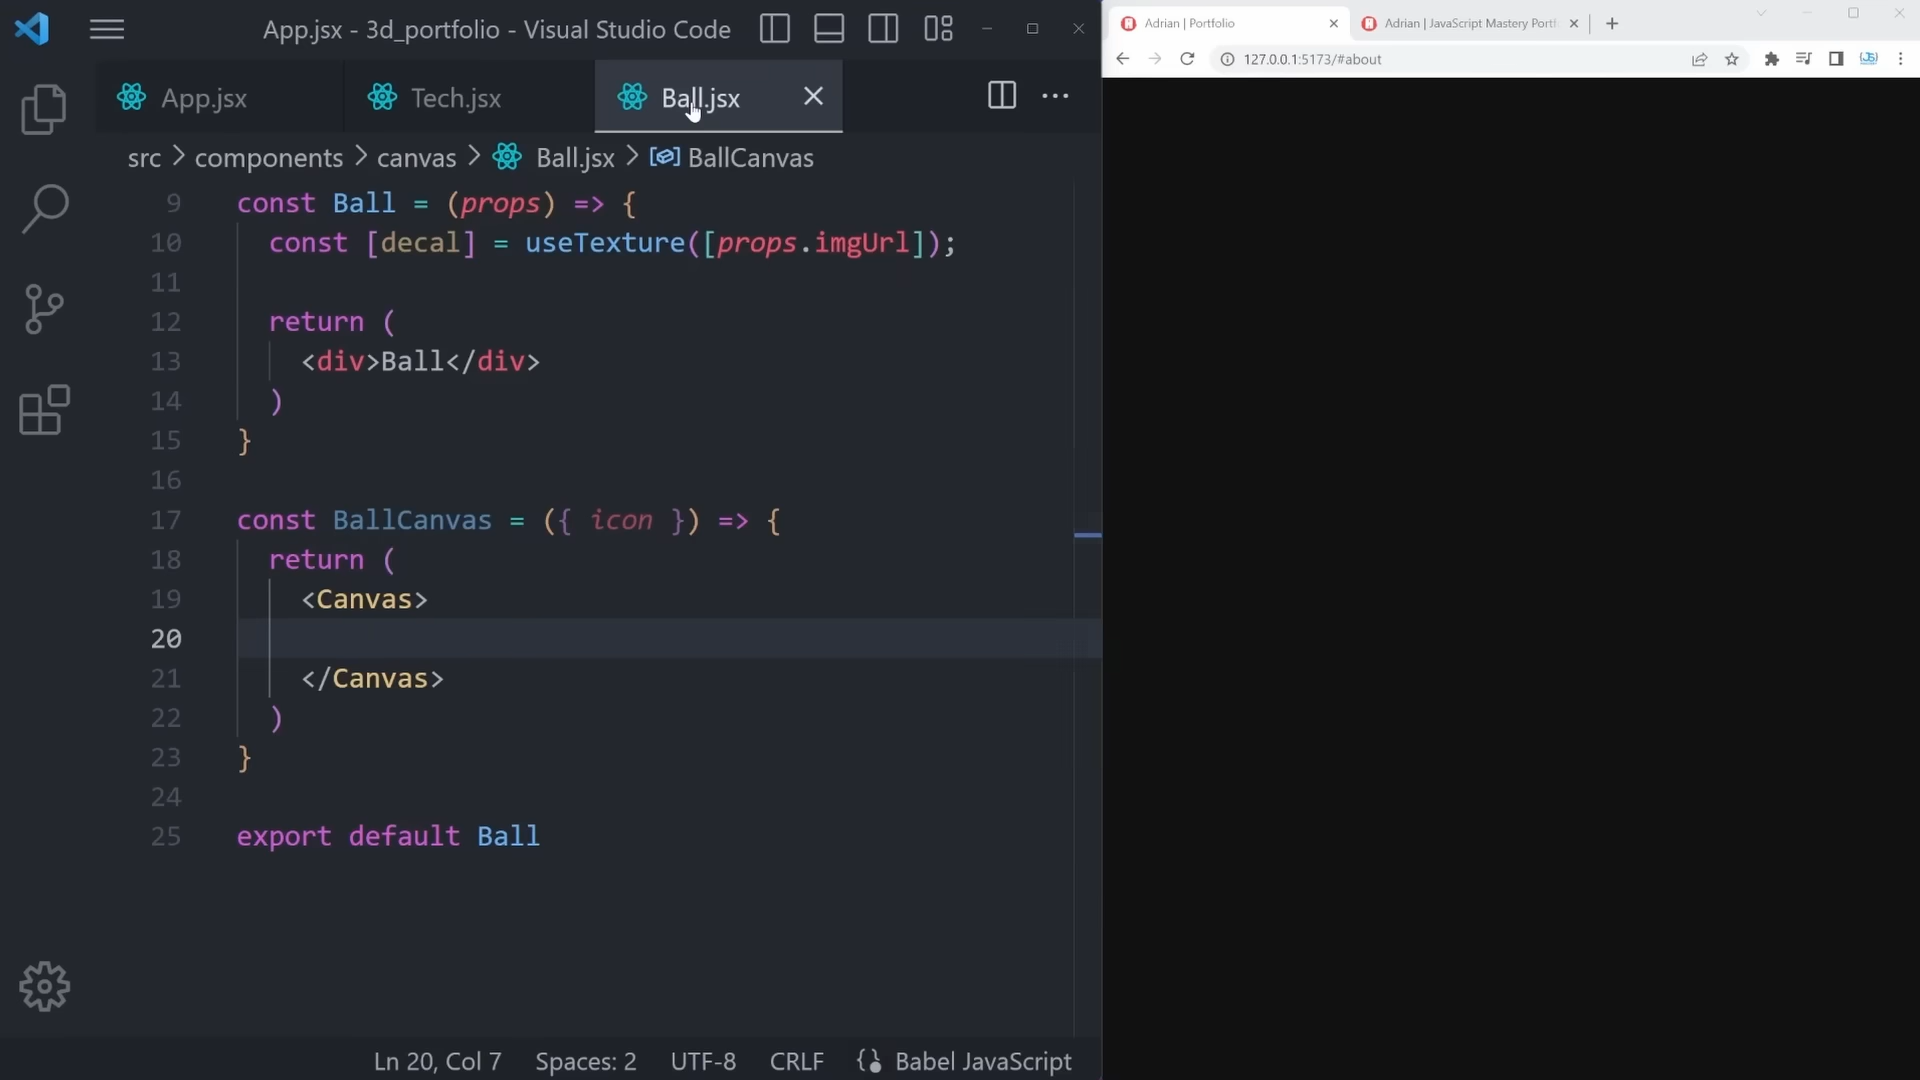 App.jsx - 3d_portfolio - Visual Studio Code
App.jsx
Tech.jsx
Ball.jsx
src > components > canvas > Ball.jsx > BallCanvas
9 const Ball = (props) => {
10 const [decal] = useTexture([props.imgUrl]);
11
12 return (
13 <div>Ball</div>
14 )
15 }
16
17 const BallCanvas = ({ icon }) => {
18 return (
19 <Canvas>
20
21 </Canvas>
22 )
23 }
24
25 export default Ball
Ln 20, Col 7 Spaces: 2 UTF-8 CRLF Babel JavaScript
Adrian | Portfolio
Adrian | JavaScript Mastery Portf
127.0.0.1:5173/#about
JS